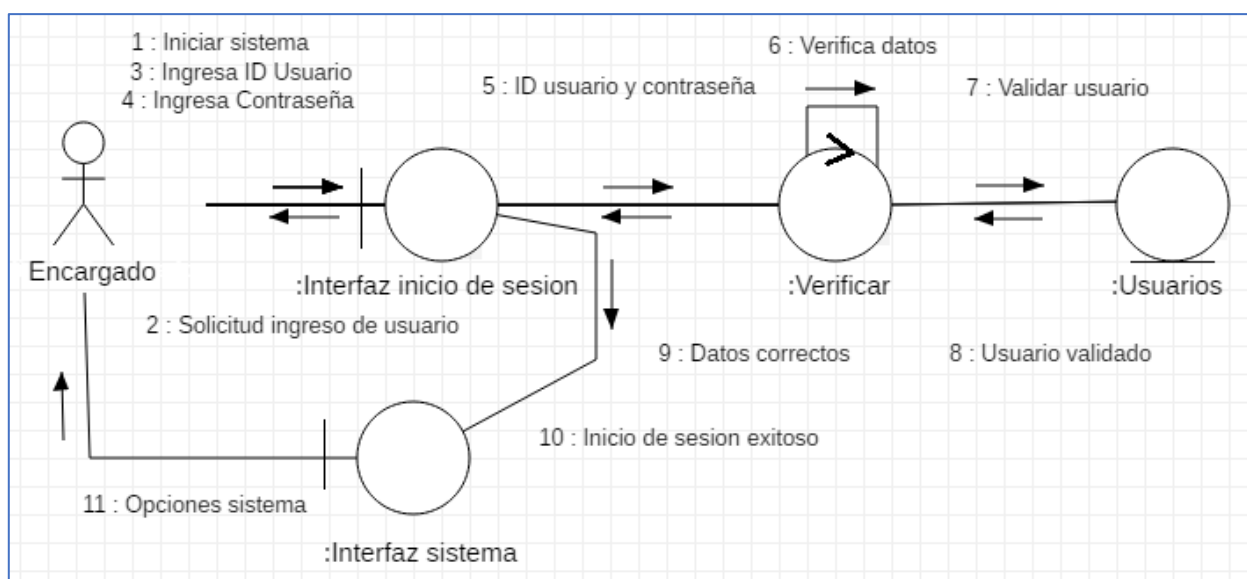 1 : Iniciar sistema
3 : Ingresa ID Usuario
4 : Ingresa Contraseña
5 : ID usuario y contraseña
6 : Verifica datos
7 : Validar usuario
Encargado
:Interfaz inicio de sesion
:Verificar
:Usuarios
2 : Solicitud ingreso de usuario
9 : Datos correctos
8 : Usuario validado
10 : Inicio de sesion exitoso
11 : Opciones sistema
:Interfaz sistema